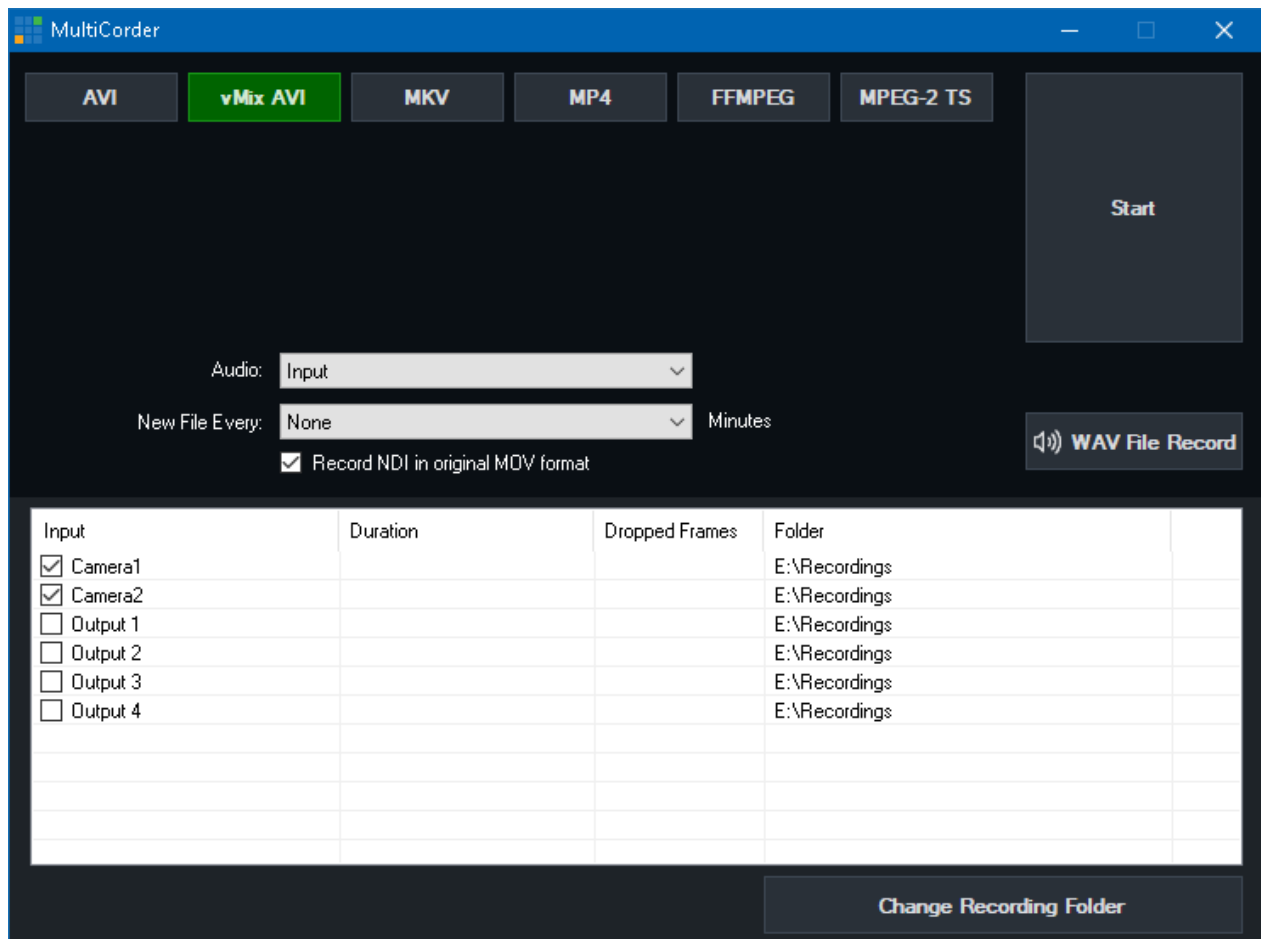 MultiCorder
AVI vMix AVI MKV MP4 FFMPEG MPEG-2 TS
Start
Audio: Input
New File Every: None Minutes
Record NDI in original MOV format
WAV File Record
Input Duration Dropped Frames Folder
Camera1 E:\Recordings
Camera2 E:\Recordings
Output 1 E:\Recordings
Output 2 E:\Recordings
Output 3 E:\Recordings
Output 4 E:\Recordings
Change Recording Folder